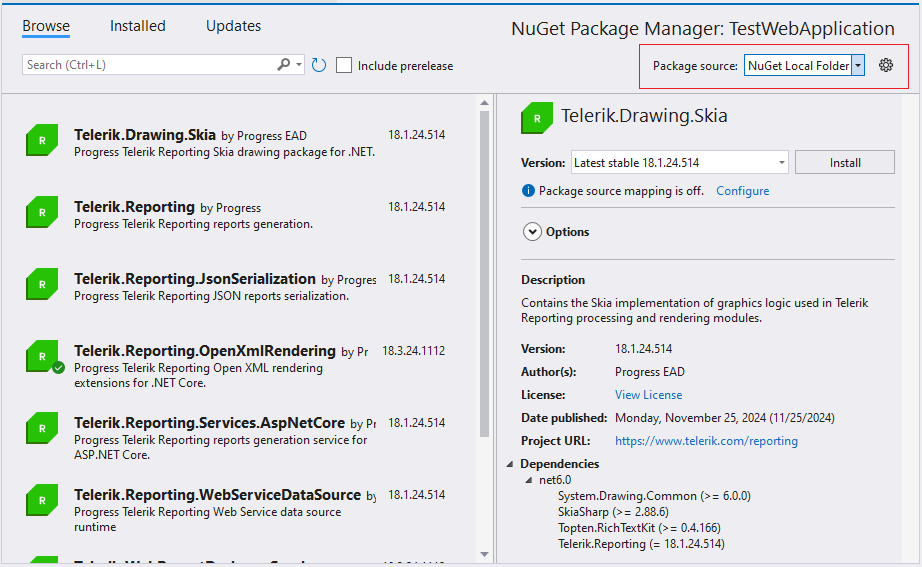 Browse Installed Updates
NuGet Package Manager: TestWebApplication
Search (Ctrl+L)
Include prerelease
Package source: NuGet Local Folder
R
Telerik.Drawing.Skia by Progress EAD 18.1.24.514
Progress Telerik Reporting Skia drawing package for .NET.
R
Telerik.Reporting by Progress 18.1.24.514
Progress Telerik Reporting reports generation.
R
Telerik.Reporting.JsonSerialization by Progress 18.1.24.514
Progress Telerik Reporting JSON reports serialization.
R
Telerik.Reporting.OpenXmlRendering by Pr 18.3.24.1112
Progress Telerik Reporting Open XML rendering
extensions for .NET Core.
R
Telerik.Reporting.Services.AspNetCore by Pr 18.1.24.514
Progress Telerik Reporting reports generation service for
ASP.NET Core.
R
Telerik.Reporting.WebServiceDataSource by 18.1.24.514
Progress Telerik Reporting Web Service data source
runtime
R
Telerik.Drawing.Skia
Version: Latest stable 18.1.24.514 Install
Package source mapping is off. Configure
Options
Description
Contains the Skia implementation of graphics logic used in Telerik
Reporting processing and rendering modules.
Version: 18.1.24.514
Author(s): Progress EAD
License: View License
Date published: Monday, November 25, 2024 (11/25/2024)
Project URL: https://www.telerik.com/reporting
Dependencies
net6.0
System.Drawing.Common (>= 6.0.0)
SkiaSharp (>= 2.88.6)
Topten.RichTextKit (>= 0.4.166)
Telerik.Reporting (= 18.1.24.514)